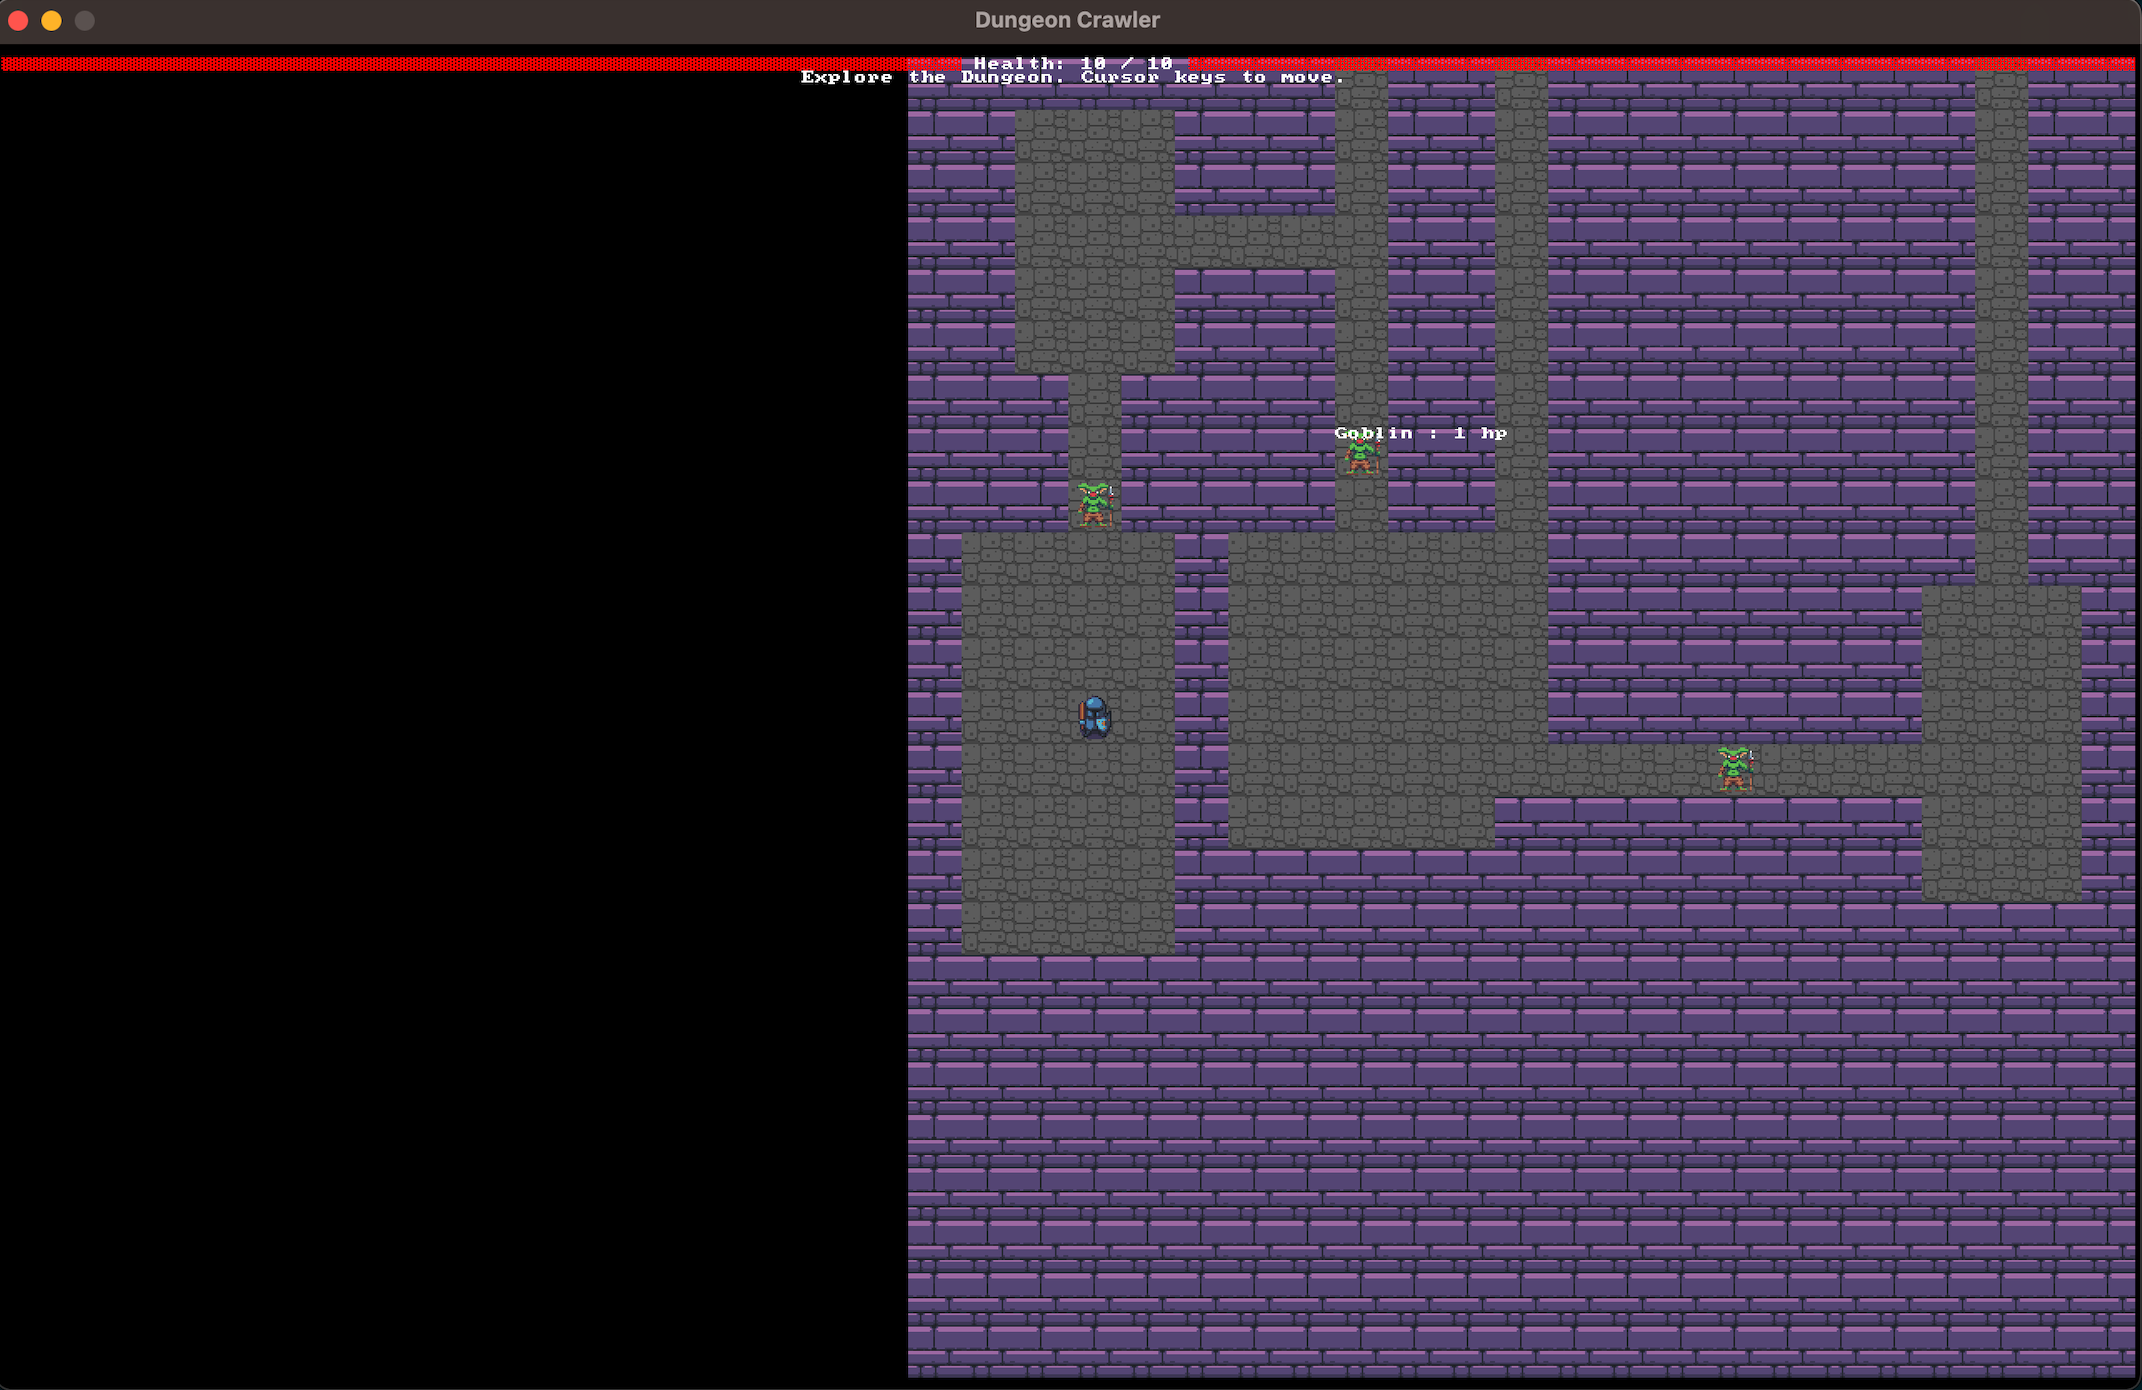 Dungeon Crawler
Health: 10 / 10
Explore the Dungeon. Cursor keys to move.
Goblin : 1 hp